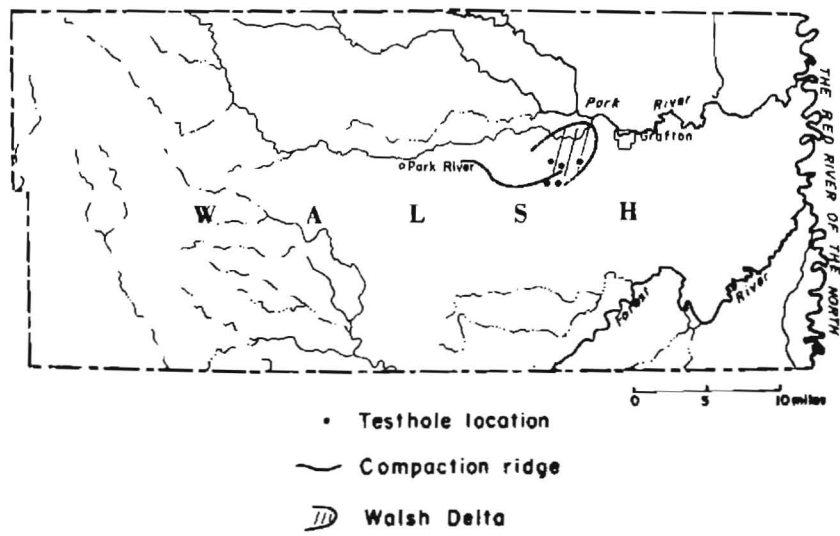 Park River
Grafton
Park River
W A L S H
Forest River
THE RED RIVER OF THE NORTH
0 5 10 miles
Testhole location
Compaction ridge
Walsh Delta